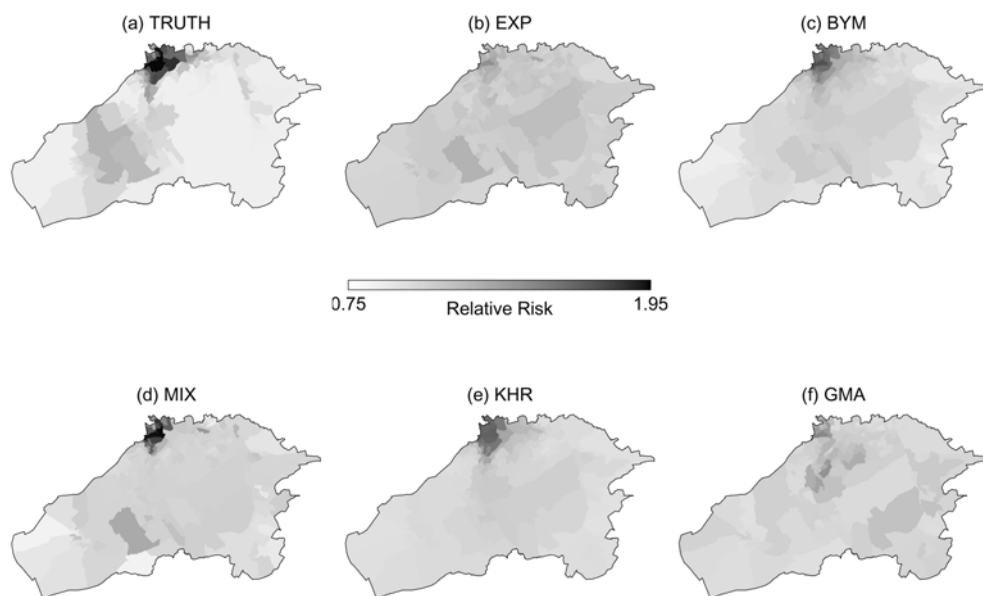 (a) TRUTH
(b) EXP
(c) BYM
0.75
Relative Risk
1.95
(d) MIX
(e) KHR
(f) GMA